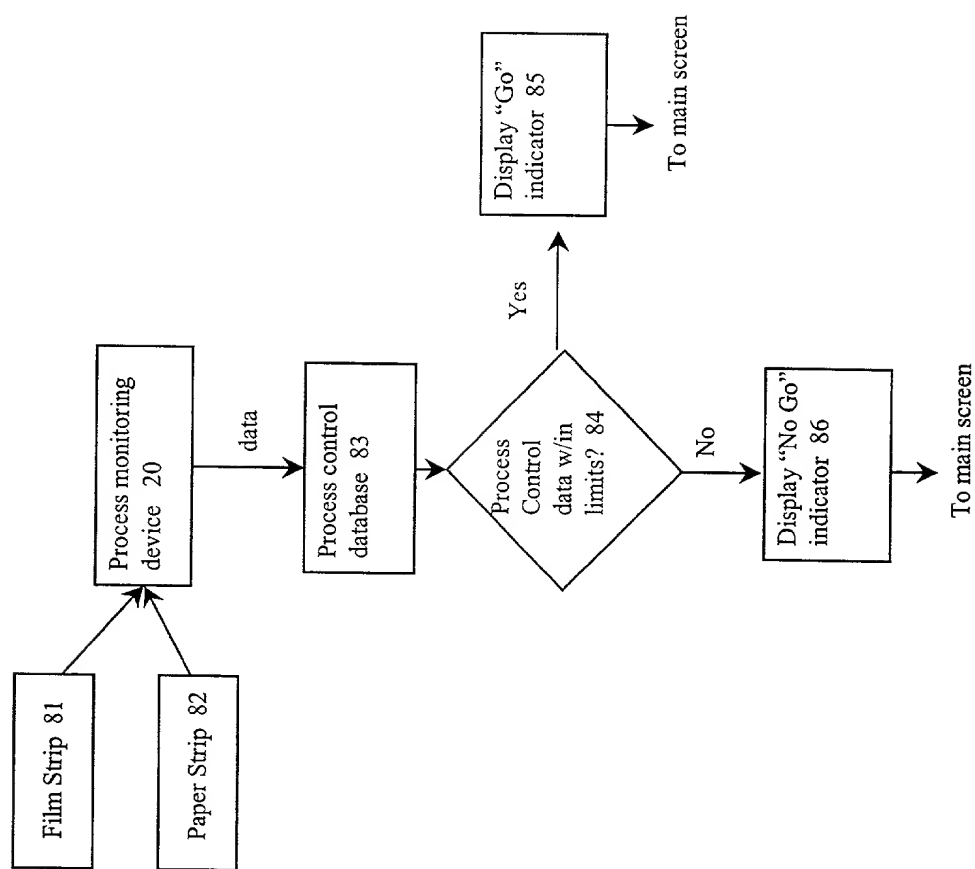 Film Strip 81
Paper Strip 82
Process monitoring
device 20
data
Process control
database 83
Process
Control
data w/in
limits? 84
Yes
Display “Go”
indicator 85
To main screen
No
Display “No Go”
indicator 86
To main screen